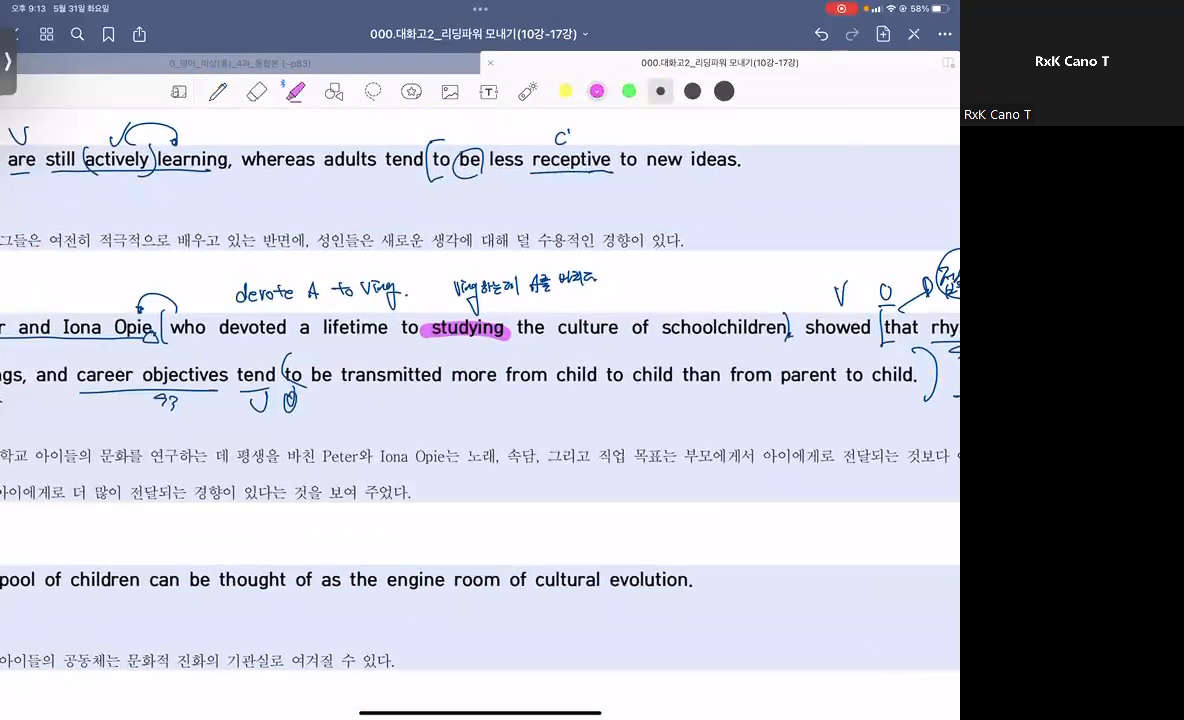 오후 9:13 5월 31일 화요일
58%
000.대화고2_리딩파워 모내기(10강-17강)
RxK Cano T
0_영어_비상(홍)_4과_통합본 (~p83)
000.대화고2_리딩파워 모내기(10강-17강)
RxK Cano T
V
C'
are still (actively) learning, whereas adults tend [to be less receptive to new ideas.
그들은 여전히 적극적으로 배우고 있는 반면에, 성인들은 새로운 생각에 대해 덜 수용적인 경향이 있다.
devote A to Ving. Ving하는데 A를 바치다
V O
r and Iona Opie, who devoted a lifetime to studying the culture of schoolchildren, showed [that rhy
ngs, and career objectives tend to be transmitted more from child to child than from parent to child.
학교 아이들의 문화를 연구하는 데 평생을 바친 Peter와 Iona Opie는 노래, 속담, 그리고 직업 목표는 부모에게서 아이에게로 전달되는 것보다
아이에게로 더 많이 전달되는 경향이 있다는 것을 보여 주었다.
pool of children can be thought of as the engine room of cultural evolution.
아이들의 공동체는 문화적 진화의 기관실로 여겨질 수 있다.